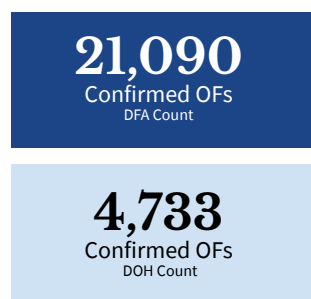 21,090
Confirmed OFs
DFA Count
4,733
Confirmed OFs
DOH Count